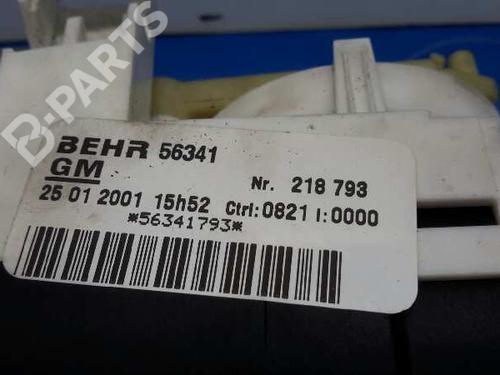 B-PARTS
BEHR 56341
GM
Nr. 218 793
25 01 2001 15h52 Ctrl:0821 I:0000
*56341793*